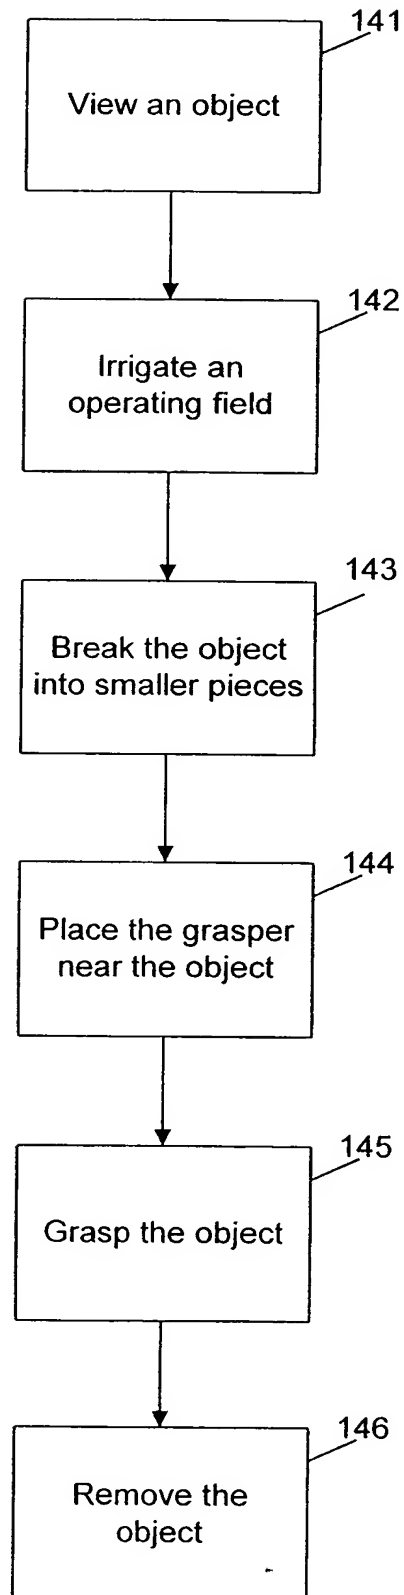 141
View an object
142
Irrigate an
operating field
143
Break the object
into smaller pieces
144
Place the grasper
near the object
145
Grasp the object
146
Remove the
object